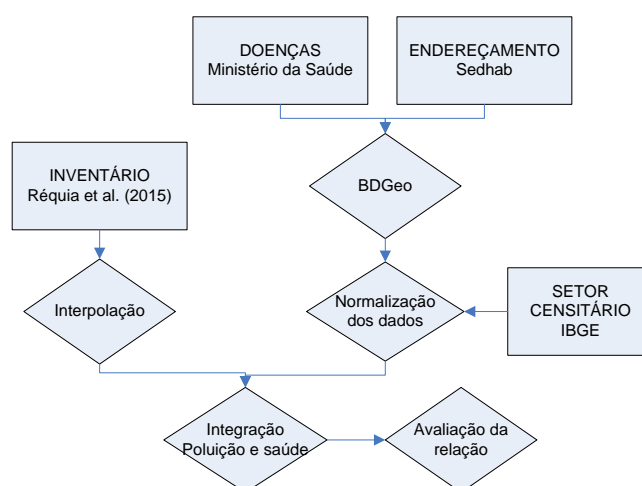 DOENÇAS
Ministério da Saúde
ENDEREÇAMENTO
Sedhab
INVENTÁRIO
Réquia et al. (2015)
BDGeo
Interpolação
Normalização
dos dados
SETOR
CENSITÁRIO
IBGE
Integração
Poluição e saúde
Avaliação da
relação